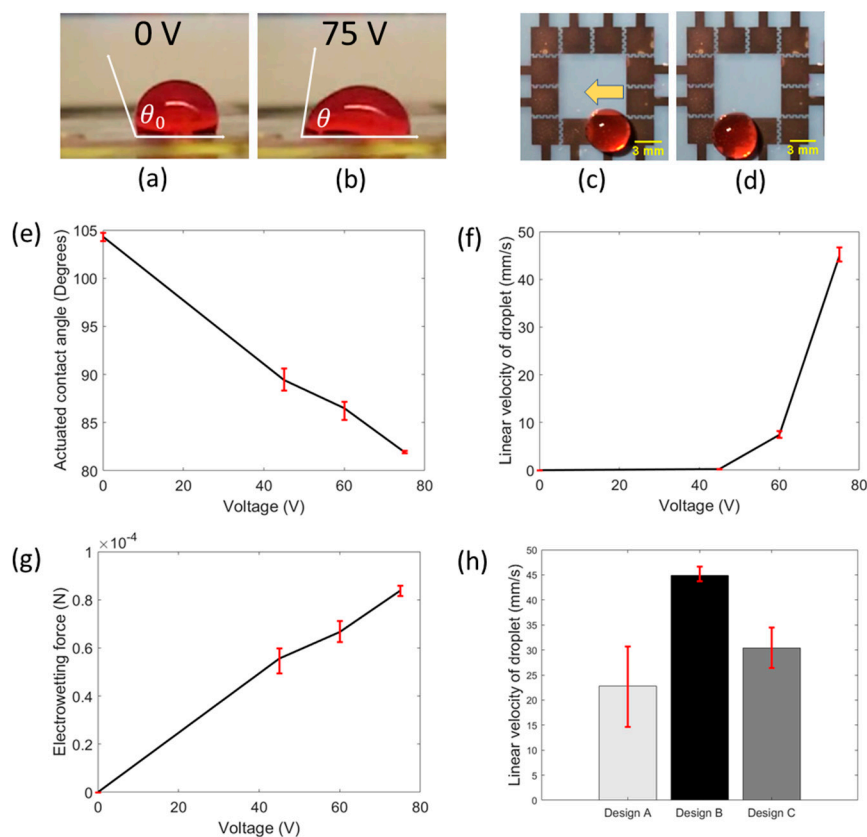 0 V
75 V
θ₀
θ
3 mm
3 mm
(a)
(b)
(c)
(d)
(e)
105
100
95
90
85
80
0
20
40
60
80
Actuated contact angle (Degrees)
Voltage (V)
(f)
60
50
40
30
20
10
0
0
20
40
60
80
Linear velocity of droplet (mm/s)
Voltage (V)
(g)
×10⁻⁴
1
0.8
0.6
0.4
0.2
0
0
20
40
60
80
Electrowetting force (N)
Voltage (V)
(h)
50
45
40
35
30
25
20
15
10
5
0
Linear velocity of droplet (mm/s)
Design A
Design B
Design C